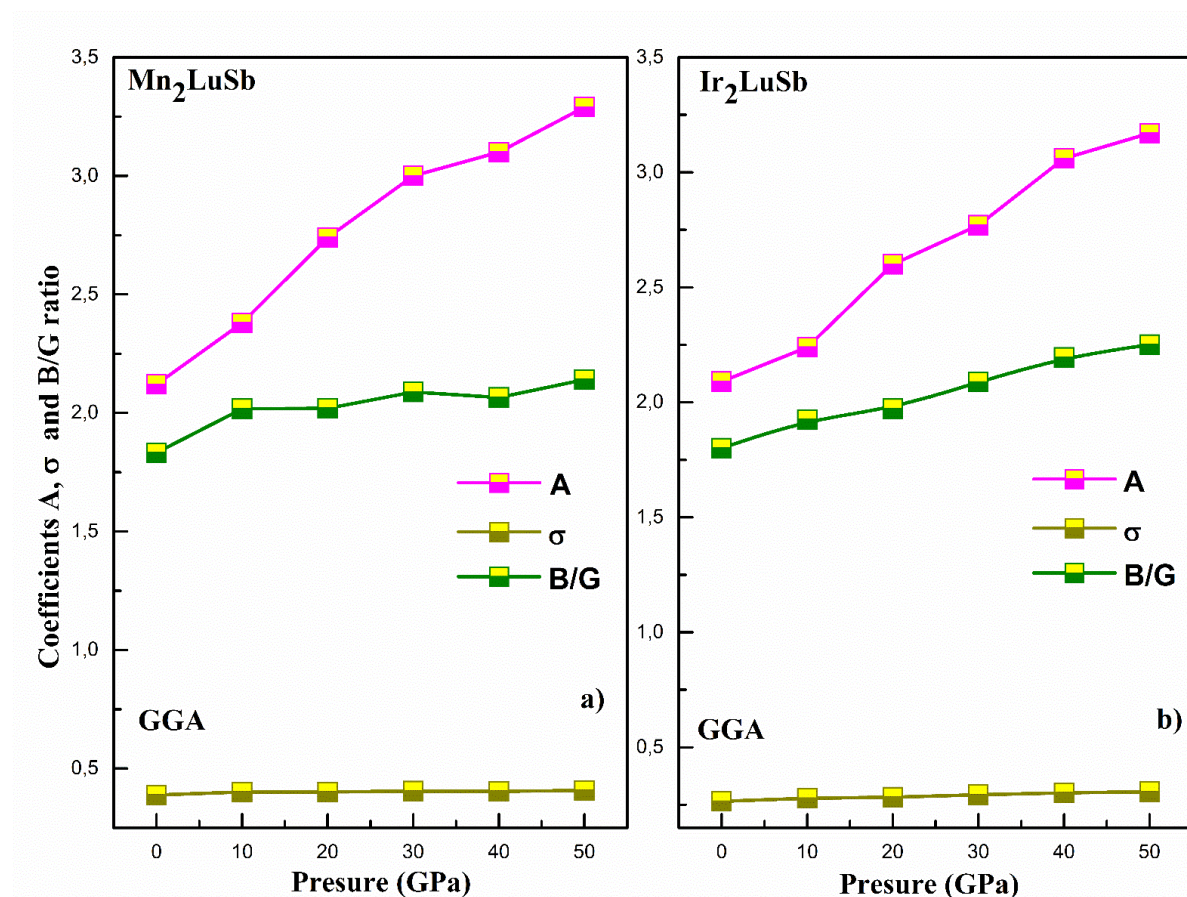 Coefficients A, σ and B/G ratio
Mn2LuSb
3,5
3,0
2,5
2,0
1,5
1,0
0,5
A
σ
B/G
a)
GGA
0 10 20 30 40 50
Presure (GPa)
Ir2LuSb
3,5
3,0
2,5
2,0
1,5
1,0
0,5
A
σ
B/G
b)
GGA
0 10 20 30 40 50
Presure (GPa)